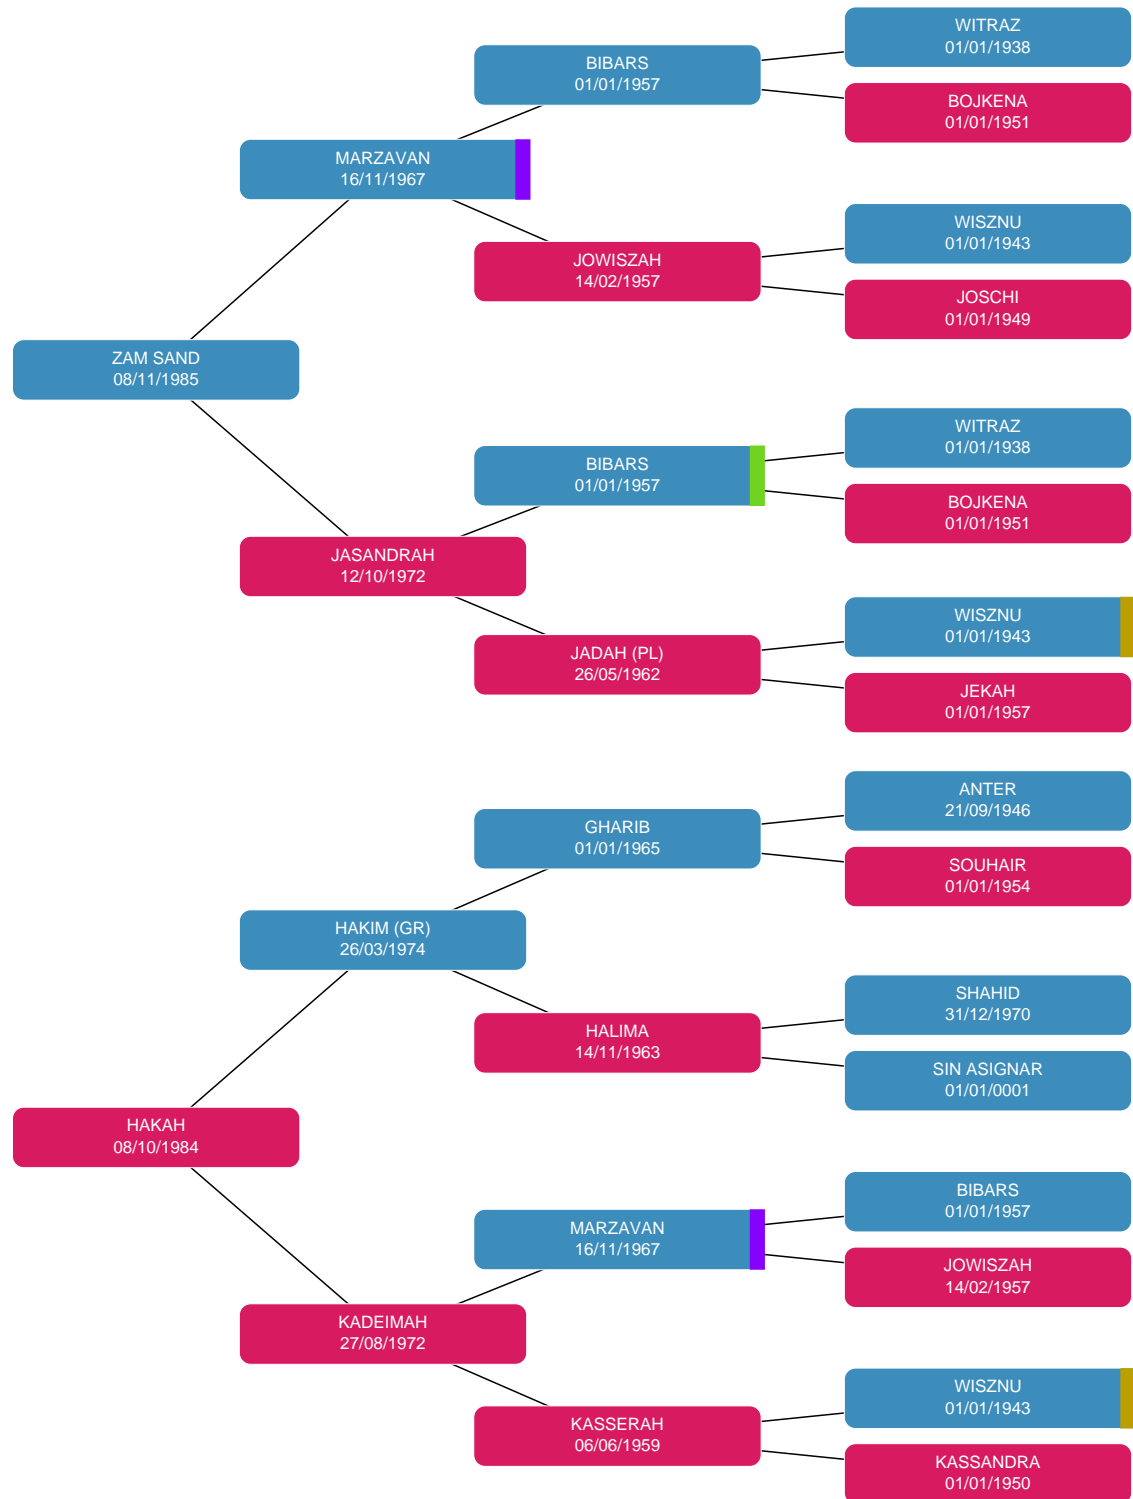 WITRAZ
01/01/1938
BIBARS
01/01/1957
BOJKENA
01/01/1951
MARZAVAN
16/11/1967
WISZNU
01/01/1943
JOWISZAH
14/02/1957
JOSCHI
01/01/1949
ZAM SAND
08/11/1985
WITRAZ
01/01/1938
BIBARS
01/01/1957
BOJKENA
01/01/1951
JASANDRAH
12/10/1972
WISZNU
01/01/1943
JADAH (PL)
26/05/1962
JEKAH
01/01/1957
ANTER
21/09/1946
GHARIB
01/01/1965
SOUHAIR
01/01/1954
HAKIM (GR)
26/03/1974
SHAHID
31/12/1970
HALIMA
14/11/1963
SIN ASIGNAR
01/01/0001
HAKAH
08/10/1984
BIBARS
01/01/1957
MARZAVAN
16/11/1967
JOWISZAH
14/02/1957
KADEIMAH
27/08/1972
WISZNU
01/01/1943
KASSERAH
06/06/1959
KASSANDRA
01/01/1950